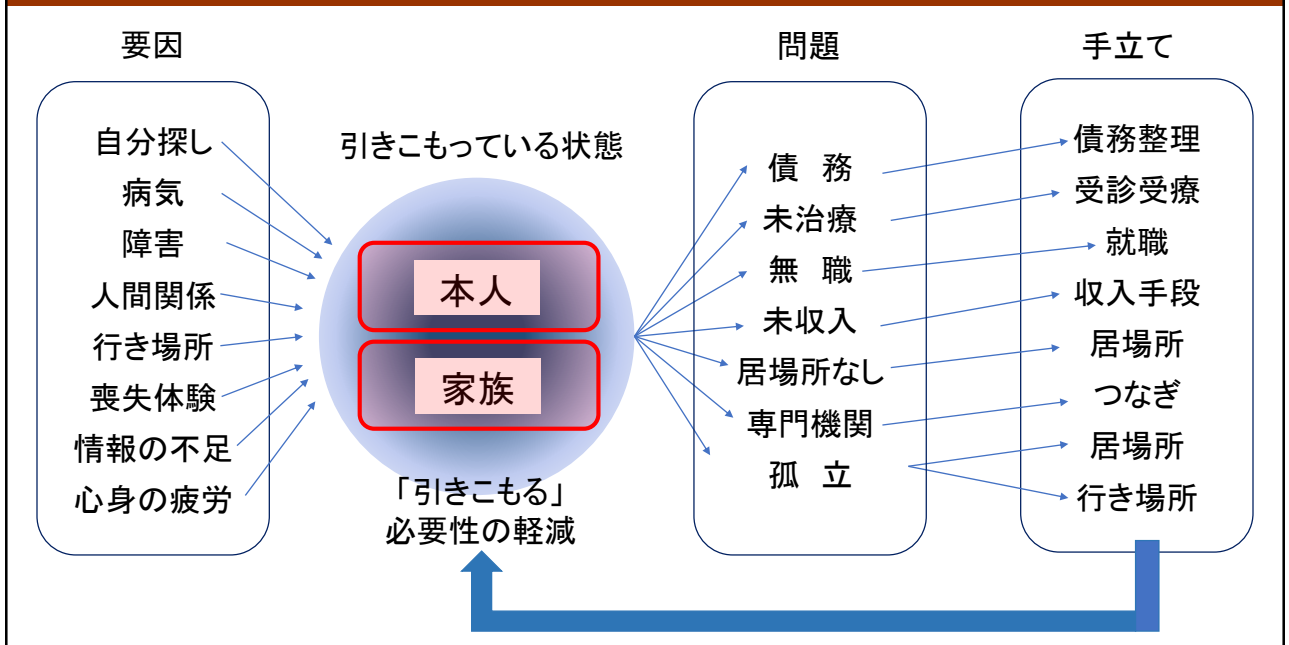 要因
自分探し
病気
障害
人間関係
行き場所
喪失体験
情報の不足
心身の疲労
引きこもっている状態
本人
家族
「引きこもる」
必要性の軽減
問題
債 務
未治療
無 職
未収入
居場所なし
専門機関
孤 立
手立て
債務整理
受診受療
就職
収入手段
居場所
つなぎ
居場所
行き場所